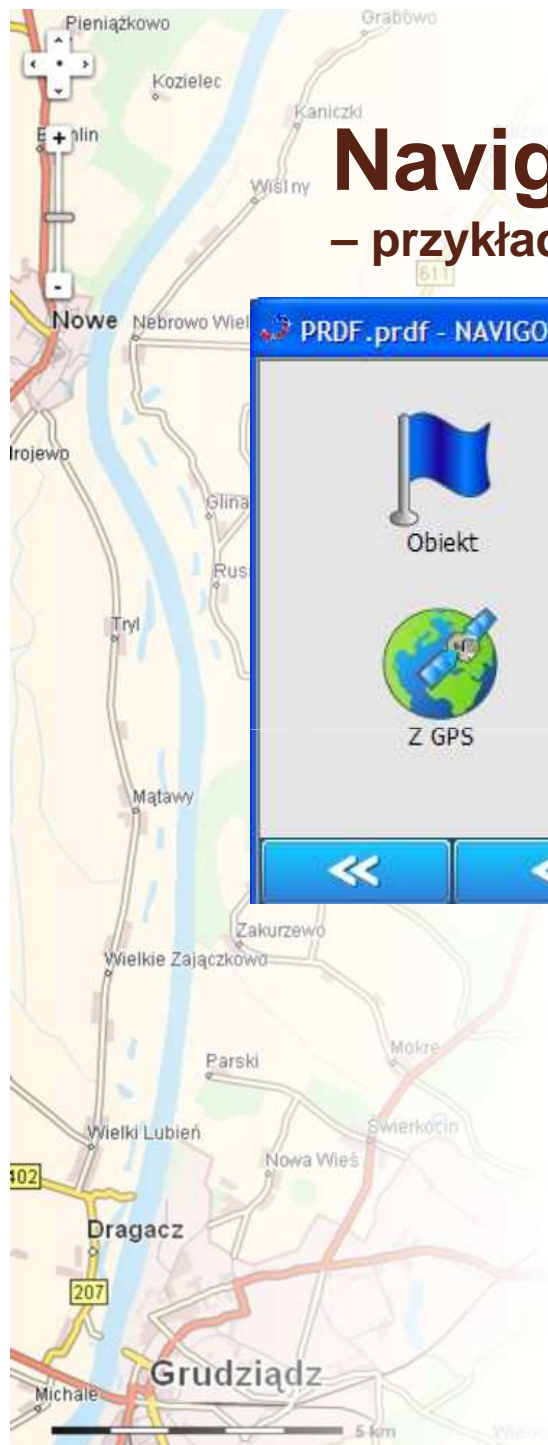 Grabowo
Pieniążkowo
Kozielec
Kaniczki
Navig
– przykład
611
Nowe
Nebrowo Wiel
PRDF.prdf - NAVIGO
rojewo
Obiekt
Glina
Rus
Tryl
Z GPS
Mątawy
Zakurzewo
Wielkie Zajączkowo
Mokre
Parski
Świerkocin
Wielki Lubień
Nowa Wieś
402
Dragacz
207
Grudziądz
Michale
5 km